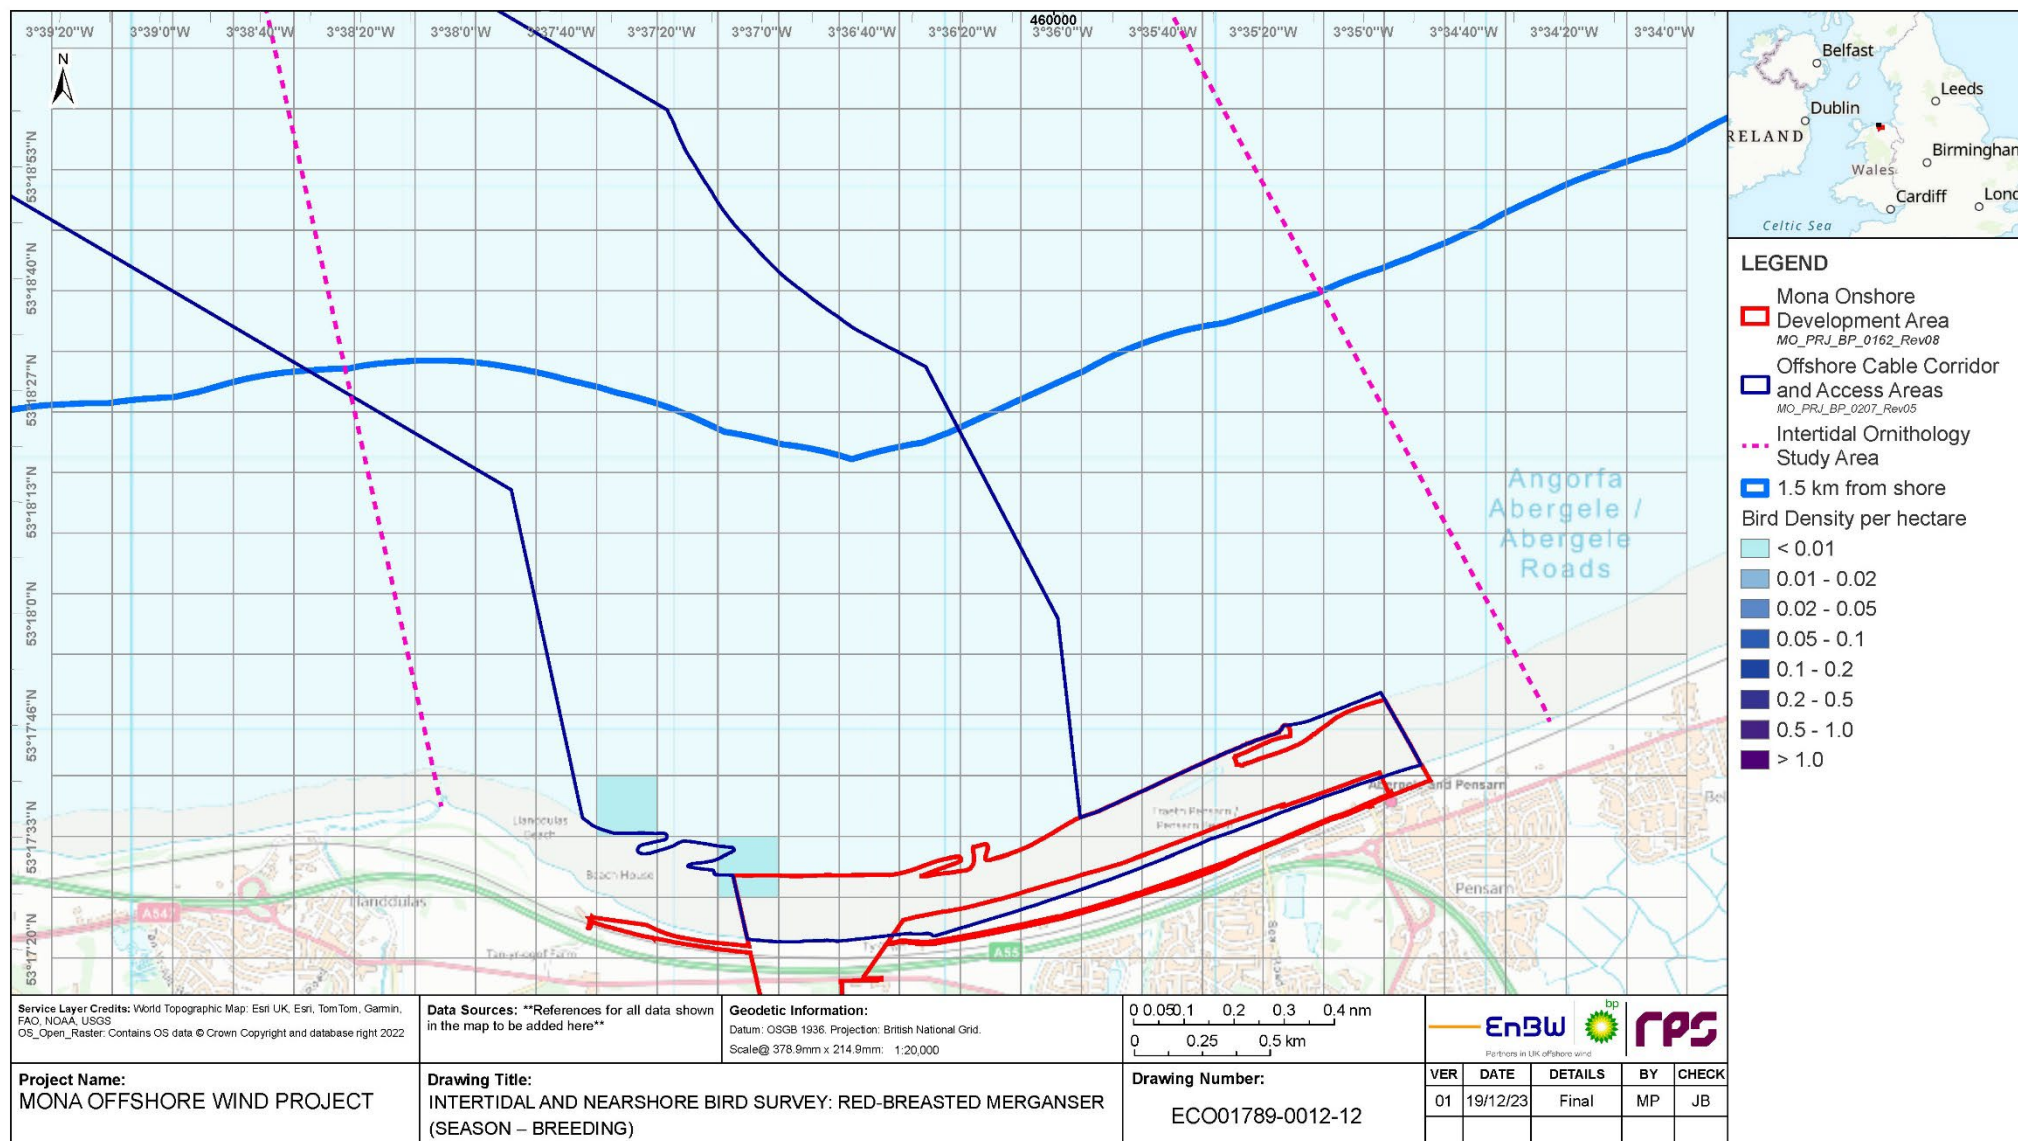 460000
3°39'20"W 3°39'0"W 3°38'40"W 3°38'20"W 3°37'40"W 3°37'20"W 3°36'40"W 3°36'20"W 3°36'0"W 3°35'40"W 3°35'20"W 3°35'0"W 3°34'40"W 3°34'20"W 3°34'0"W
N
53°18'53"N
53°18'40"N
53°18'27"N
53°18'13"N
53°18'0"N
53°17'46"N
53°17'33"N
53°17'20"N
Angorfa
Abergele /
Abergele
Roads
Llanddulas
Beach
Beach House
Llanddulas
A547
Tan-yr-ogof Farm
A55
Traeth Pensarn /
Abergele and Pensarn
Pensarn
Belfast
Leeds
Dublin
RELAND
Birmingham
Wales
Cardiff
Lond
Celtic Sea
LEGEND
Mona Onshore
Development Area
MO_PRJ_BP_0162_Rev08
Offshore Cable Corridor
and Access Areas
MO_PRJ_BP_0207_Rev05
Intertidal Ornithology
Study Area
1.5 km from shore
Bird Density per hectare
< 0.01
0.01 - 0.02
0.02 - 0.05
0.05 - 0.1
0.1 - 0.2
0.2 - 0.5
0.5 - 1.0
> 1.0
Service Layer Credits: World Topographic Map: Esri UK, Esri, TomTom, Garmin,
FAO, NOAA, USGS
OS_Open_Raster: Contains OS data © Crown Copyright and database right 2022
Data Sources: **References for all data shown
in the map to be added here**
Geodetic Information:
Datum: OSGB 1936. Projection: British National Grid.
Scale@ 378.9mm x 214.9mm: 1:20,000
0 0.050.1 0.2 0.3 0.4 nm
0 0.25 0.5 km
EnBW
bp
rps
Partners in UK offshore wind
Project Name:
MONA OFFSHORE WIND PROJECT
Drawing Title:
INTERTIDAL AND NEARSHORE BIRD SURVEY: RED-BREASTED MERGANSER
(SEASON – BREEDING)
Drawing Number:
ECO01789-0012-12
VER DATE DETAILS BY CHECK
01 19/12/23 Final MP JB